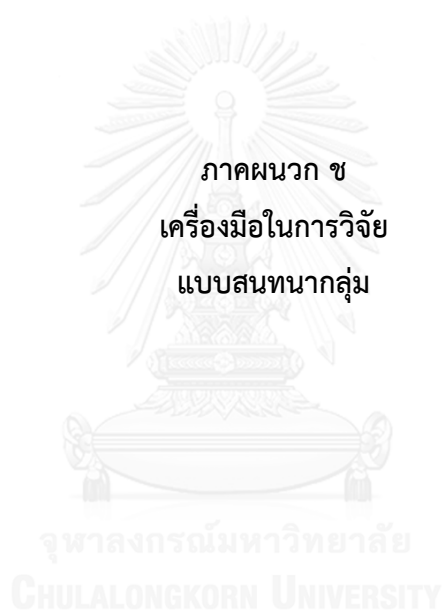 ภาคผนวก ช
เครื่องมือในการวิจัย
แบบสนทนากลุ่ม
จุฬาลงกรณ์มหาวิทยาลัย
CHULALONGKORN UNIVERSITY